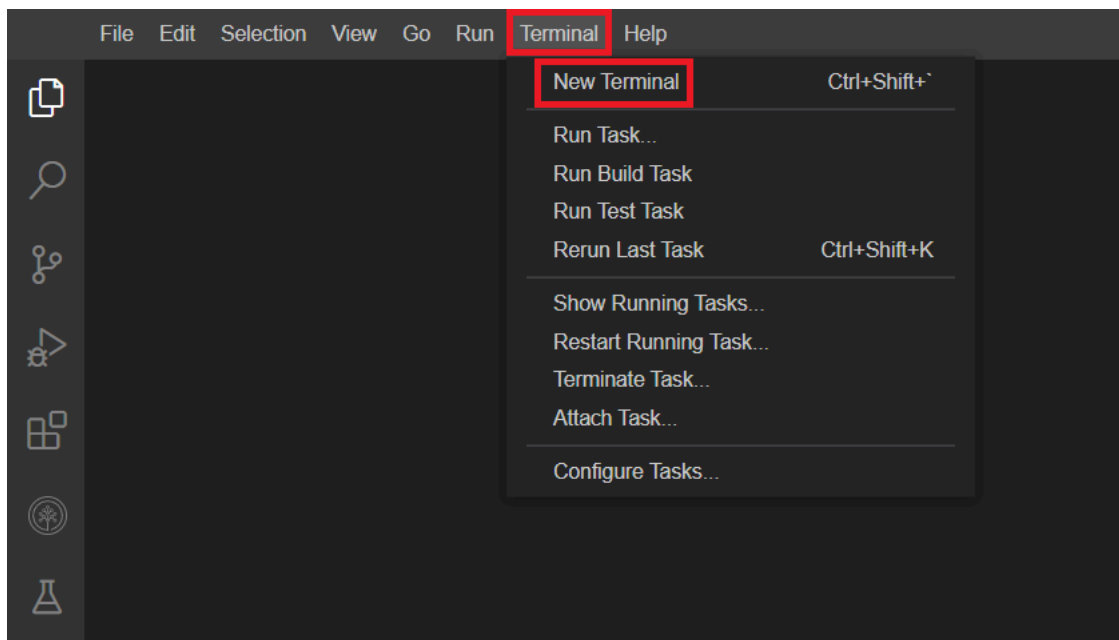 File Edit Selection View Go Run Terminal Help
New Terminal Ctrl+Shift+`
Run Task...
Run Build Task
Run Test Task
Rerun Last Task Ctrl+Shift+K
Show Running Tasks...
Restart Running Task...
Terminate Task...
Attach Task...
Configure Tasks...